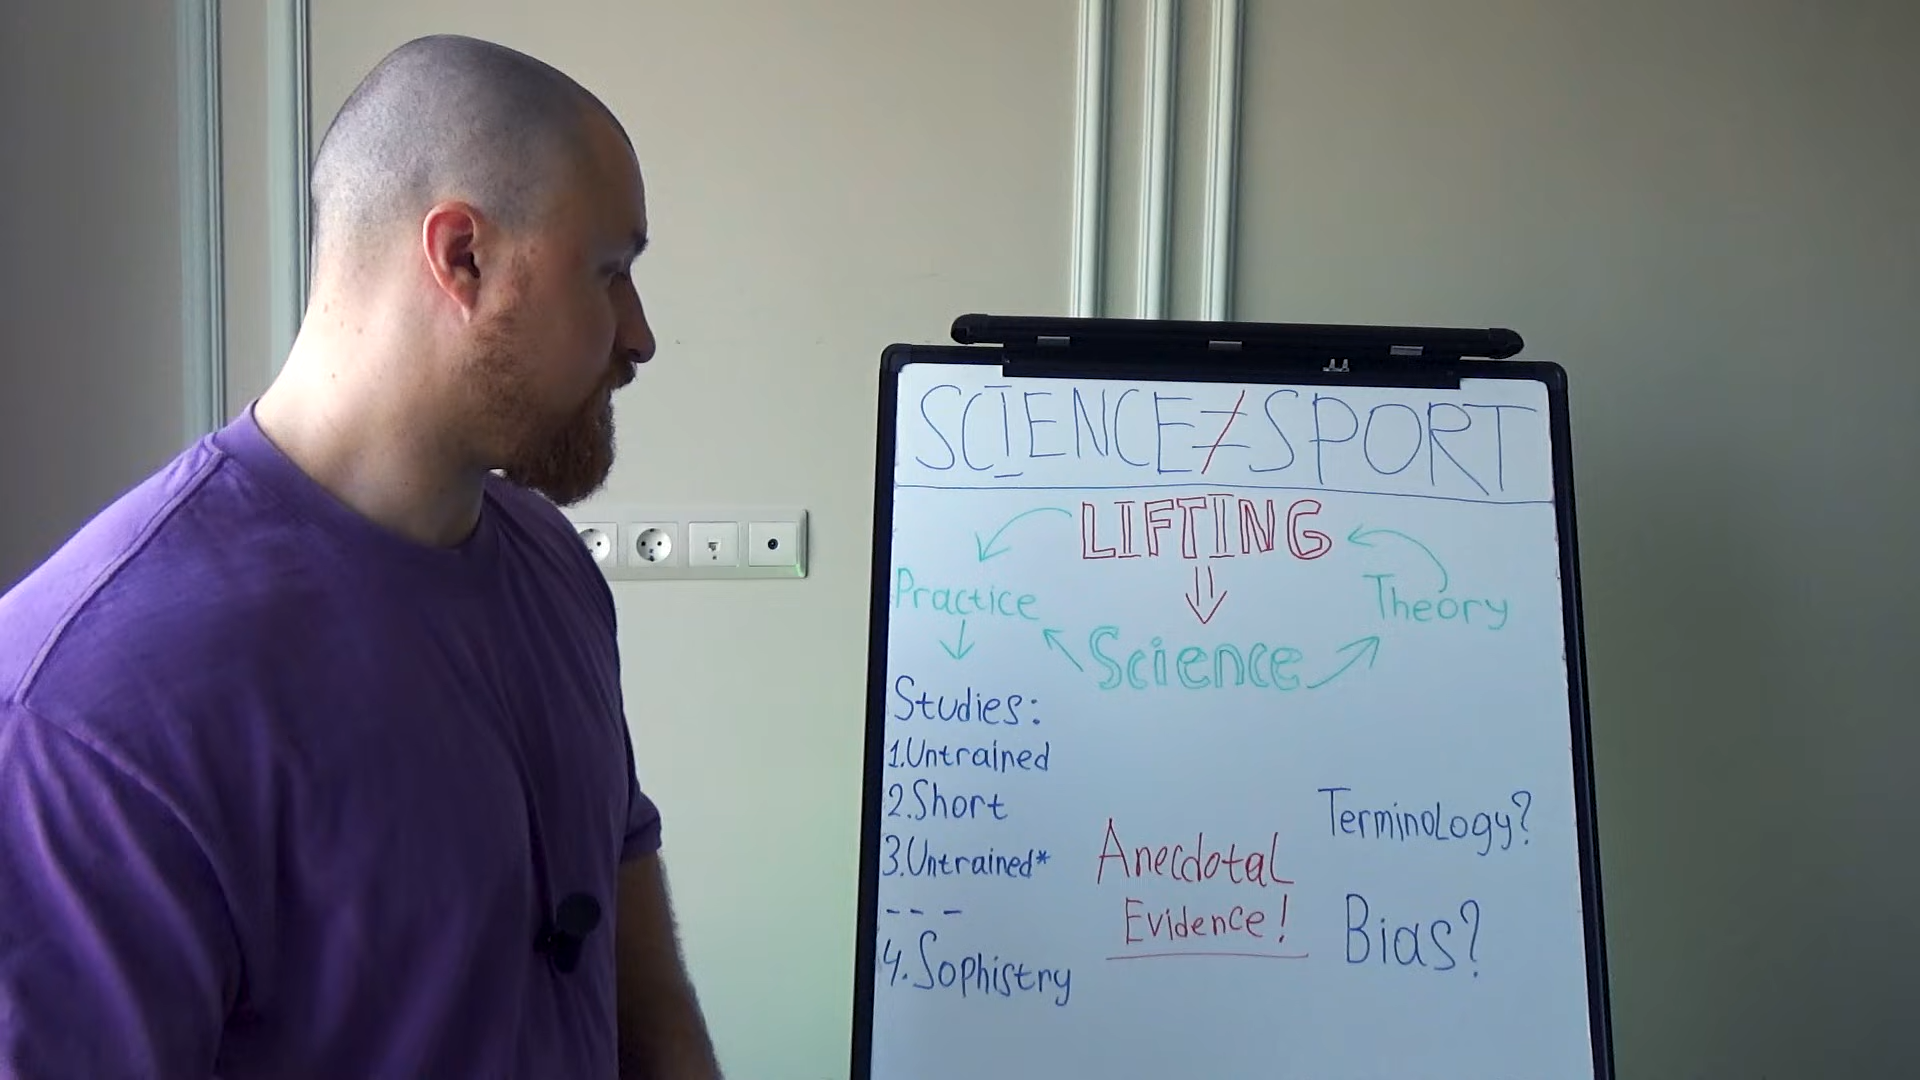 SCIENCE≠SPORT
LIFTING
Practice
Theory
Science
Studies:
1.Untrained
2.Short
3.Untrained*
---
4.Sophistry
Anecdotal
Evidence!
Terminology?
Bias?